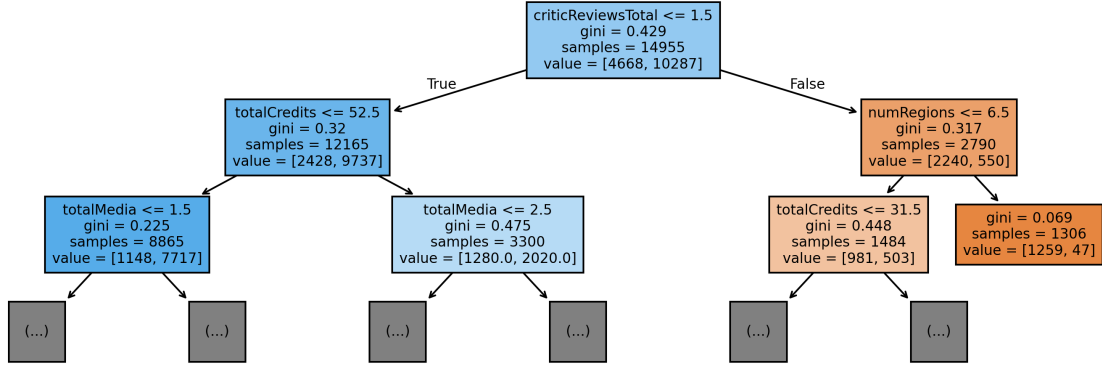 criticReviewsTotal <= 1.5
gini = 0.429
samples = 14955
value = [4668, 10287]
True
False
totalCredits <= 52.5
gini = 0.32
samples = 12165
value = [2428, 9737]
numRegions <= 6.5
gini = 0.317
samples = 2790
value = [2240, 550]
totalMedia <= 1.5
gini = 0.225
samples = 8865
value = [1148, 7717]
totalMedia <= 2.5
gini = 0.475
samples = 3300
value = [1280.0, 2020.0]
totalCredits <= 31.5
gini = 0.448
samples = 1484
value = [981, 503]
gini = 0.069
samples = 1306
value = [1259, 47]
(...)
(...)
(...)
(...)
(...)
(...)